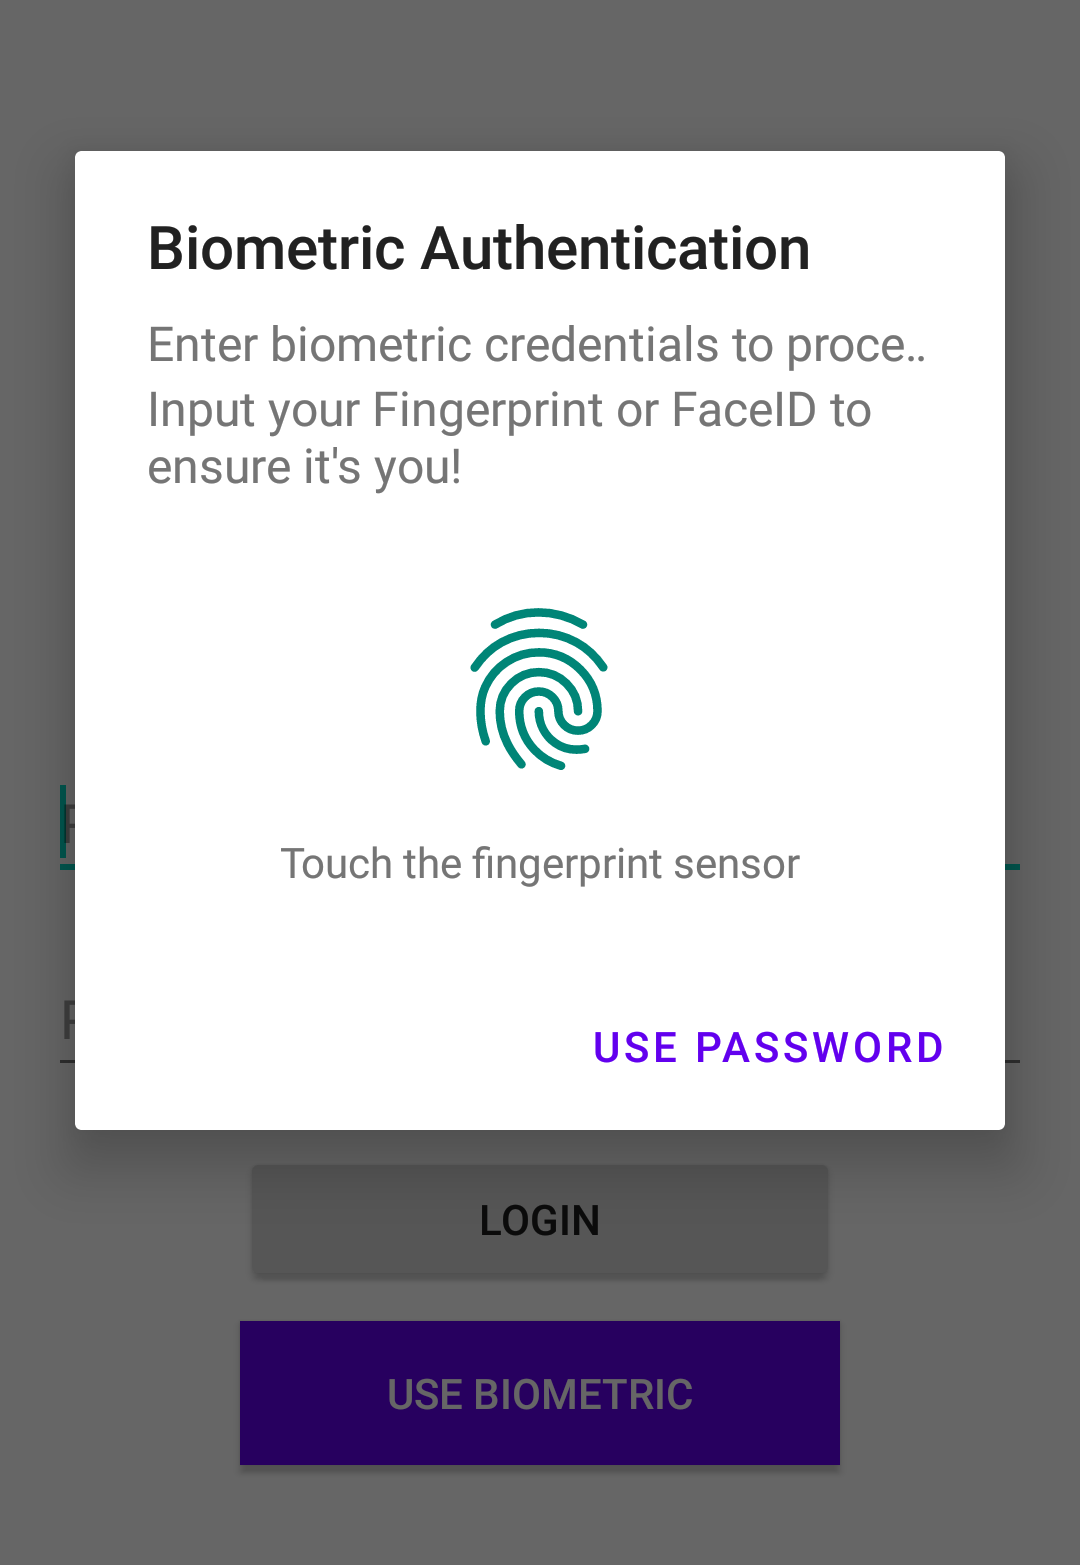 Biometric Authentication
Enter biometric credentials to proce..
Input your Fingerprint or FaceID to
ensure it's you!
Touch the fingerprint sensor
USE PASSWORD
LOGIN
USE BIOMETRIC